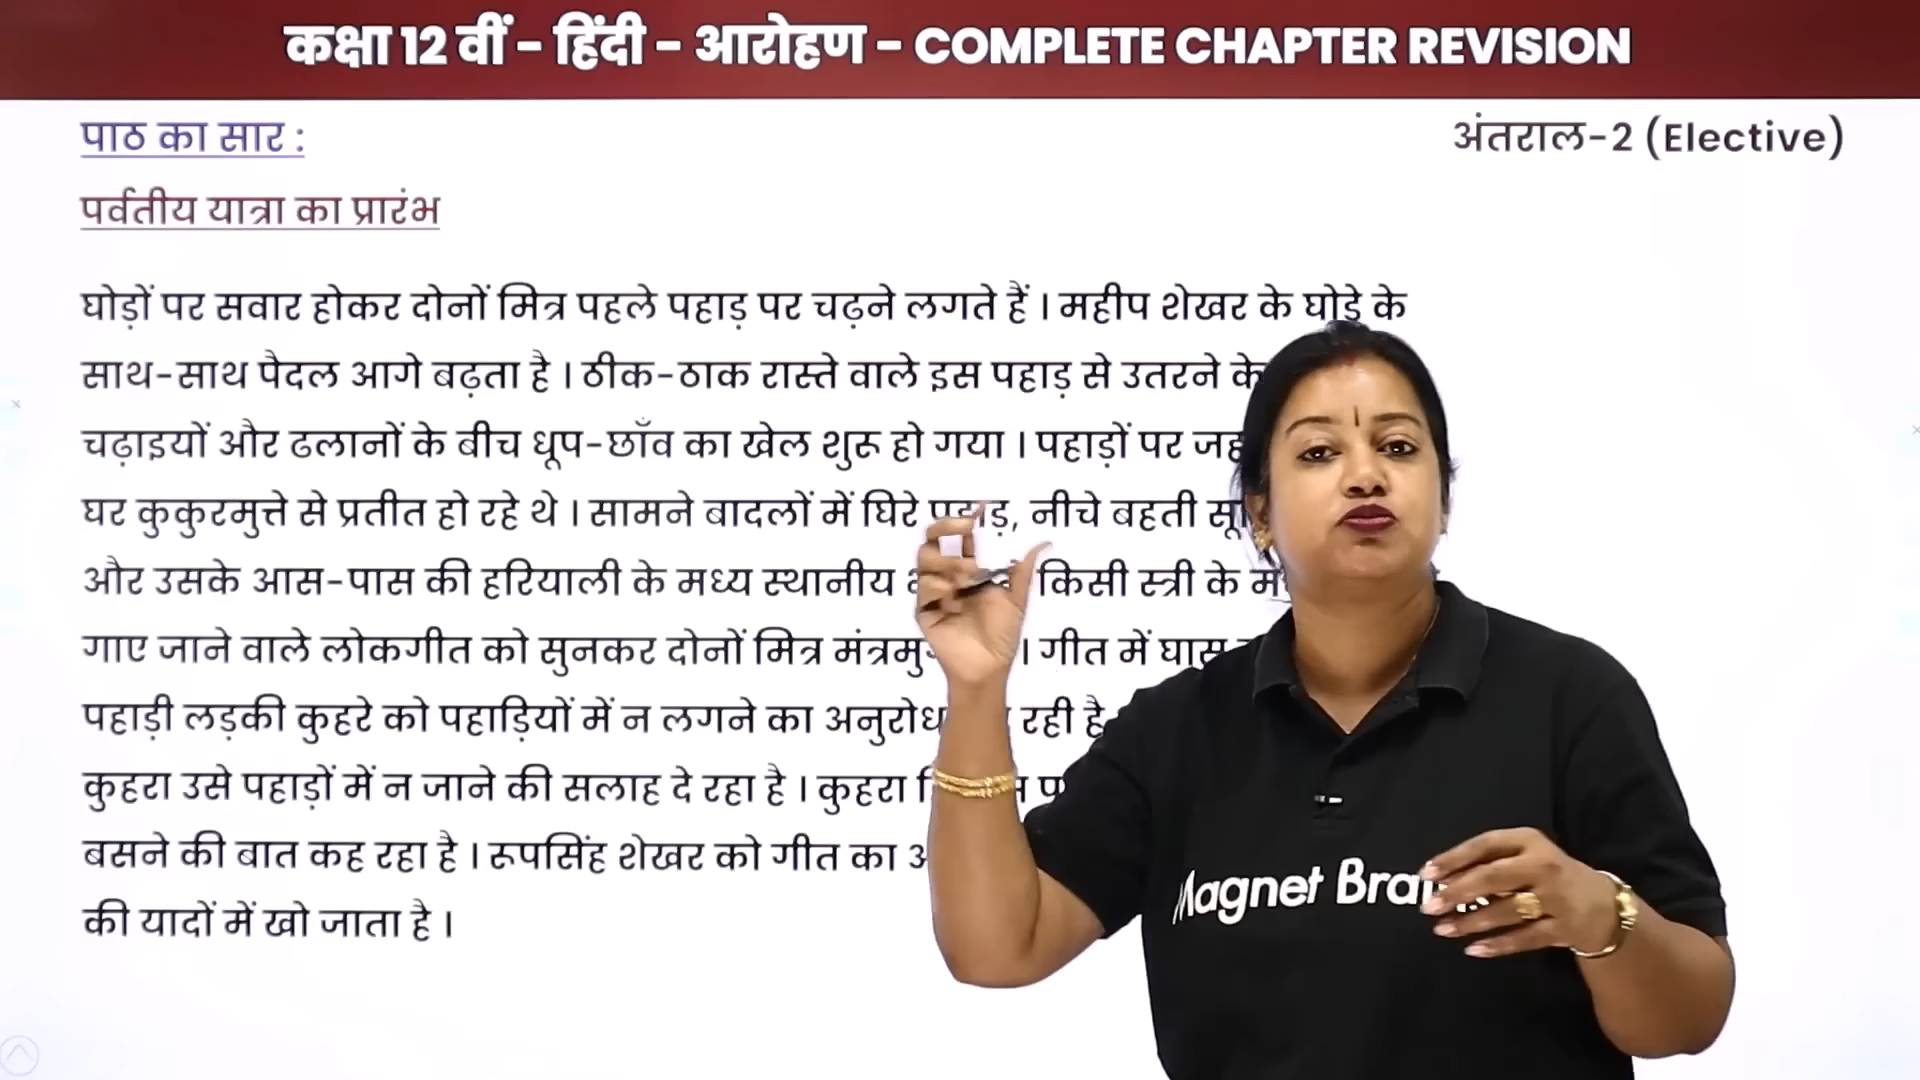 कक्षा 12 वीं - हिंदी - आरोहण - COMPLETE CHAPTER REVISION
पाठ का सार :
अंतराल-2 (Elective)
पर्वतीय यात्रा का प्रारंभ
घोड़ों पर सवार होकर दोनों मित्र पहले पहाड़ पर चढ़ने लगते हैं । महीप शेखर के घोड़े के
साथ-साथ पैदल आगे बढ़ता है । ठीक-ठाक रास्ते वाले इस पहाड़ से उतरने के
चढ़ाइयों और ढलानों के बीच धूप-छाँव का खेल शुरू हो गया । पहाड़ों पर
घर कुकुरमुत्ते से प्रतीत हो रहे थे । सामने बादलों में घिरे पहाड़, नीचे बहती
और उसके आस-पास की हरियाली के मध्य स्थानीय किसी स्त्री के
गाए जाने वाले लोकगीत को सुनकर दोनों मित्र । गीत में घास
पहाड़ी लड़की कुहरे को पहाड़ियों में न लगने का अनुरोध रही है
कुहरा उसे पहाड़ों में न जाने की सलाह दे रहा है । कुहरा
बसने की बात कह रहा है । रूपसिंह शेखर को गीत का
की यादों में खो जाता है ।
Magnet